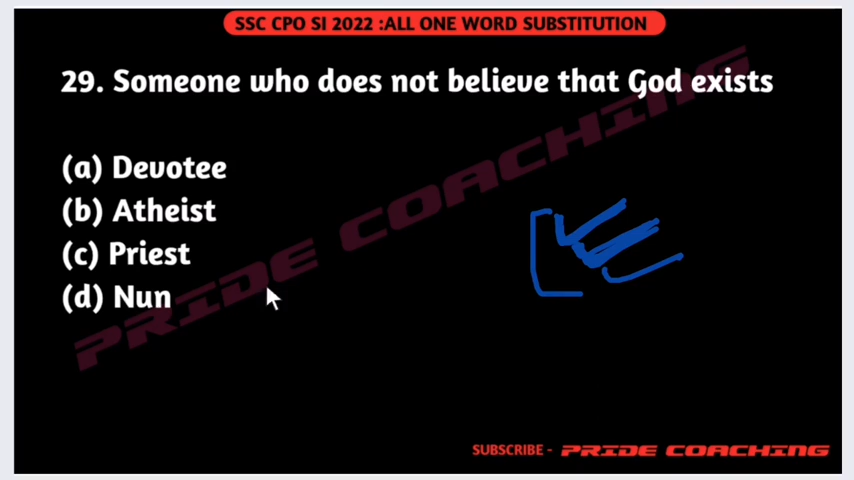 SSC CPO SI 2022 :ALL ONE WORD SUBSTITUTION
29. Someone who does not believe that God exists
(a) Devotee
(b) Atheist
(c) Priest
(d) Nun
PRIDE COACHING
SUBSCRIBE - PRIDE COACHING